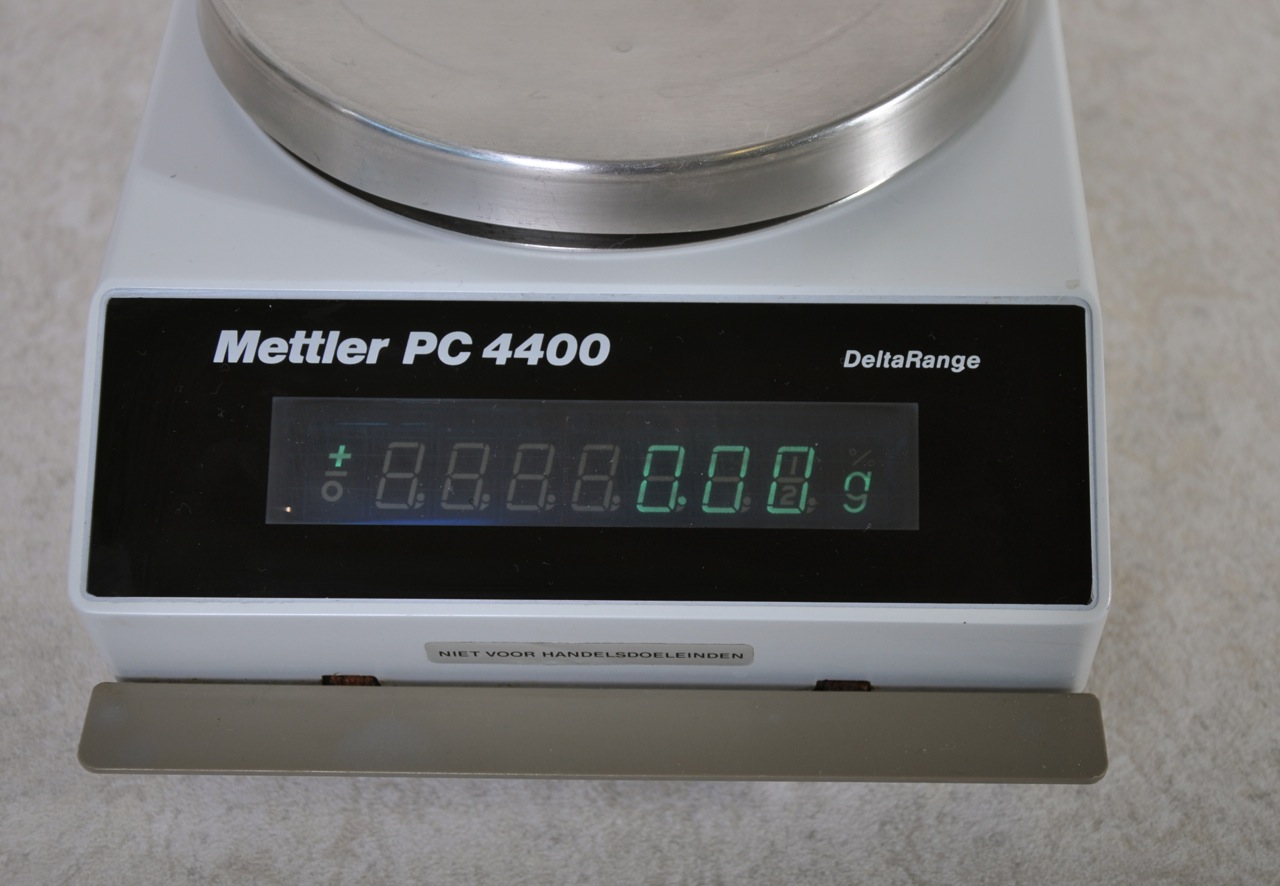 Mettler PC 4400
DeltaRange
+0.00 g
NIET VOOR HANDELSDOELEINDEN